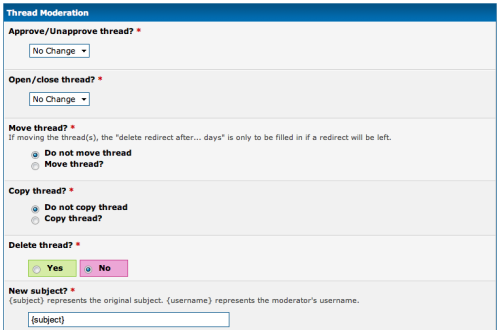 Thread Moderation
Approve/Unapprove thread? *
No Change
Open/close thread? *
No Change
Move thread? *
If moving the thread(s), the "delete redirect after... days" is only to be filled in if a redirect will be left.
Do not move thread
Move thread?
Copy thread? *
Do not copy thread
Copy thread?
Delete thread? *
Yes No
New subject? *
{subject} represents the original subject. {username} represents the moderator's username.
{subject}